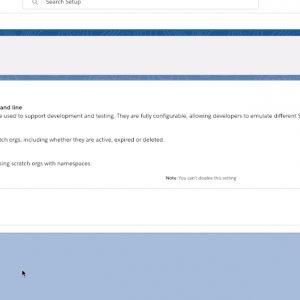 Search Setup
and line
e used to support development and testing. They are fully configurable, allowing developers to emulate different S
tch orgs, including whether they are active, expired or deleted.
sing scratch orgs with namespaces.
Note: You can't disable this setting